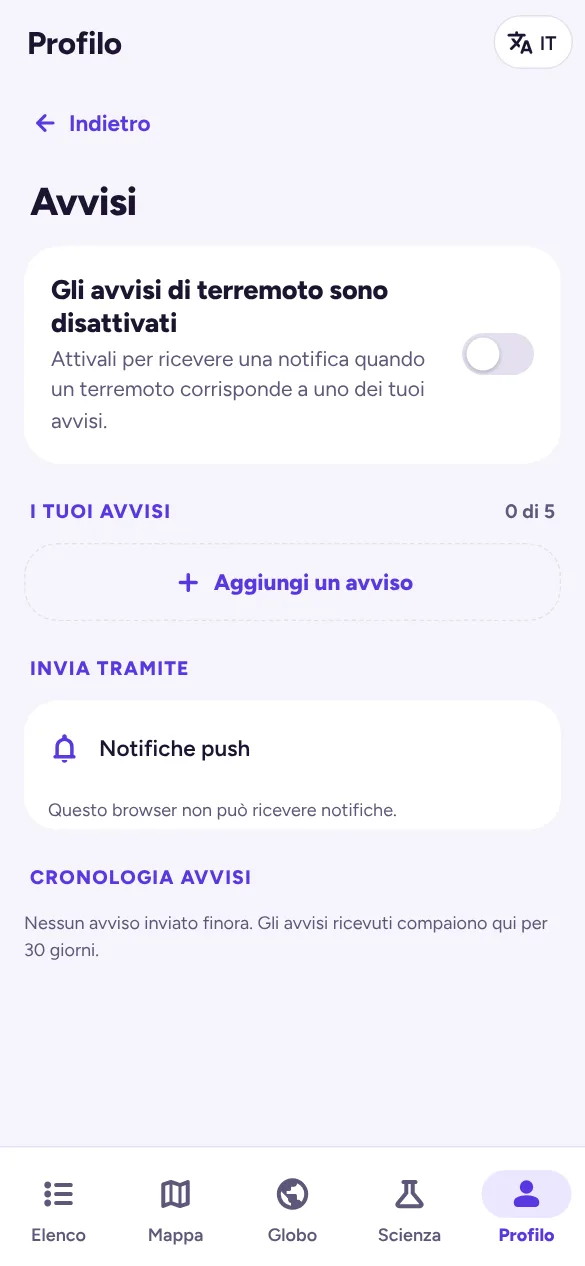 Profilo
IT
Indietro
Avvisi
Gli avvisi di terremoto sono
disattivati
Attivali per ricevere una notifica quando
un terremoto corrisponde a uno dei tuoi
avvisi.
I TUOI AVVISI
0 di 5
Aggiungi un avviso
INVIA TRAMITE
Notifiche push
Questo browser non può ricevere notifiche.
CRONOLOGIA AVVISI
Nessun avviso inviato finora. Gli avvisi ricevuti compaiono qui per
30 giorni.
Elenco
Mappa
Globo
Scienza
Profilo